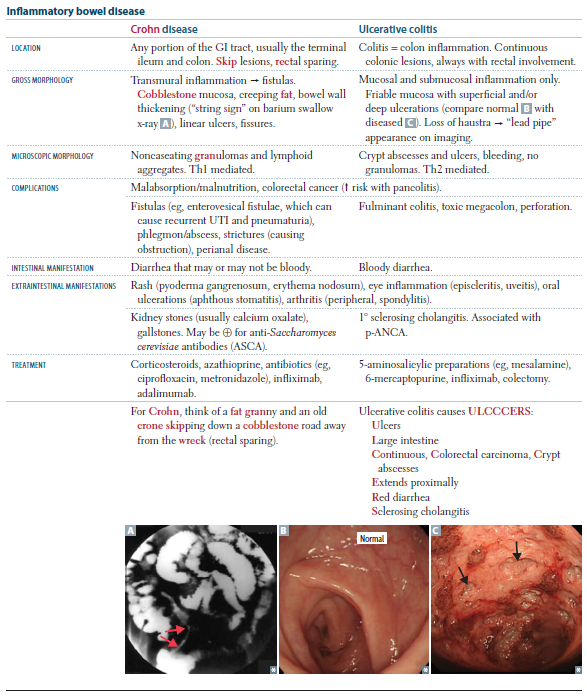 Inflammatory bowel disease
Crohn disease
Ulcerative colitis
LOCATION
Any portion of the GI tract, usually the terminal
ileum and colon. Skip lesions, rectal sparing.
Colitis = colon inflammation. Continuous
colonic lesions, always with rectal involvement.
GROSS MORPHOLOGY
Transmural inflammation → fistulas.
Cobblestone mucosa, creeping fat, bowel wall
thickening ("string sign" on barium swallow
x-ray A), linear ulcers, fissures.
Mucosal and submucosal inflammation only.
Friable mucosa with superficial and/or
deep ulcerations (compare normal B with
diseased C). Loss of haustra → "lead pipe"
appearance on imaging.
MICROSCOPIC MORPHOLOGY
Noncaseating granulomas and lymphoid
aggregates. Th1 mediated.
Crypt abscesses and ulcers, bleeding, no
granulomas. Th2 mediated.
COMPLICATIONS
Malabsorption/malnutrition, colorectal cancer (↑ risk with pancolitis).
Fistulas (eg, enterovesical fistulae, which can
cause recurrent UTI and pneumaturia),
phlegmon/abscess, strictures (causing
obstruction), perianal disease.
Fulminant colitis, toxic megacolon, perforation.
INTESTINAL MANIFESTATION
Diarrhea that may or may not be bloody.
Bloody diarrhea.
EXTRAINTESTINAL MANIFESTATIONS
Rash (pyoderma gangrenosum, erythema nodosum), eye inflammation (episcleritis, uveitis), oral
ulcerations (aphthous stomatitis), arthritis (peripheral, spondylitis).
Kidney stones (usually calcium oxalate),
gallstones. May be ⊕ for anti-Saccharomyces
cerevisiae antibodies (ASCA).
1° sclerosing cholangitis. Associated with
p-ANCA.
TREATMENT
Corticosteroids, azathioprine, antibiotics (eg,
ciprofloxacin, metronidazole), infliximab,
adalimumab.
5-aminosalicylic preparations (eg, mesalamine),
6-mercaptopurine, infliximab, colectomy.
For Crohn, think of a fat granny and an old
crone skipping down a cobblestone road away
from the wreck (rectal sparing).
Ulcerative colitis causes ULCCCERS:
Ulcers
Large intestine
Continuous, Colorectal carcinoma, Crypt
abscesses
Extends proximally
Red diarrhea
Sclerosing cholangitis
A
B
Normal
C